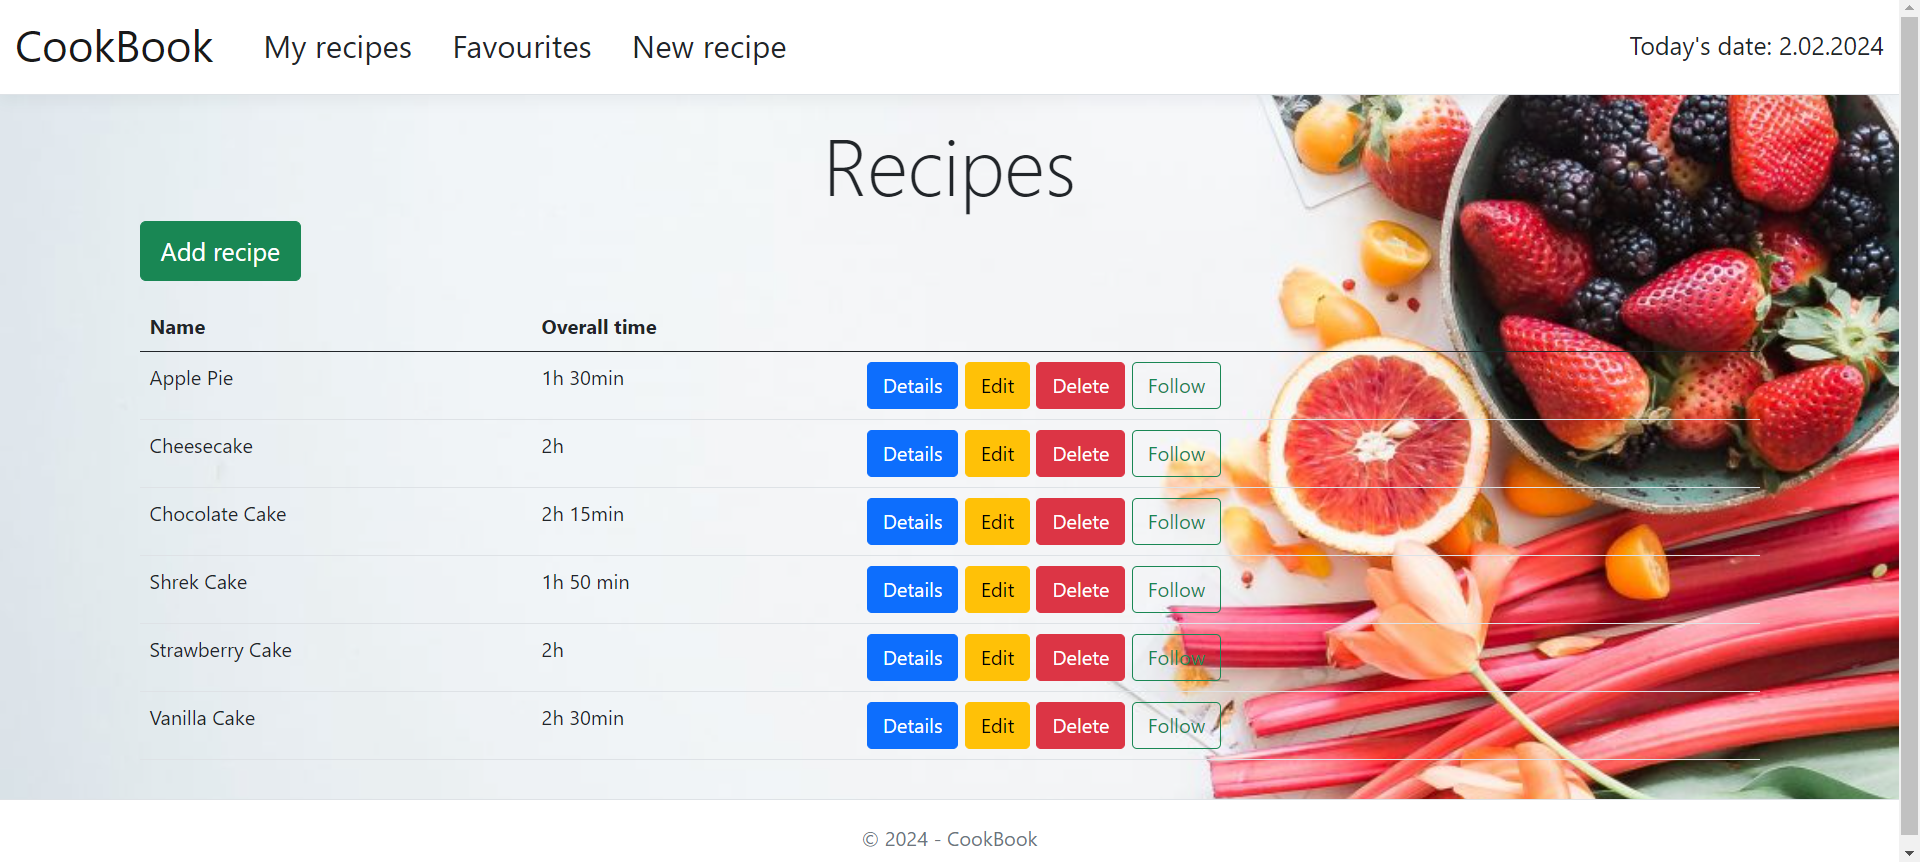 CookBook My recipes Favourites New recipe Today's date: 2.02.2024
Recipes
Add recipe
Name Overall time
Apple Pie 1h 30min Details Edit Delete Follow
Cheesecake 2h Details Edit Delete Follow
Chocolate Cake 2h 15min Details Edit Delete Follow
Shrek Cake 1h 50 min Details Edit Delete Follow
Strawberry Cake 2h Details Edit Delete Follow
Vanilla Cake 2h 30min Details Edit Delete Follow
© 2024 - CookBook